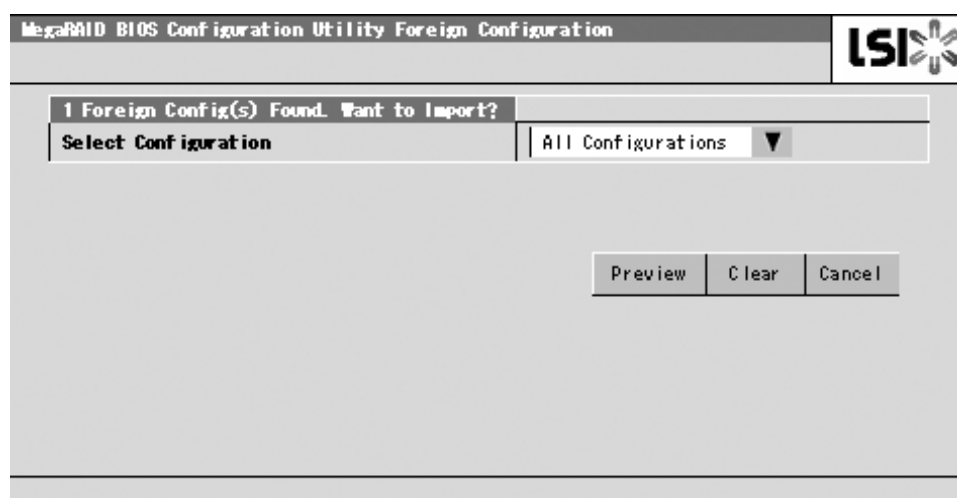 MegaRAID BIOS Configuration Utility Foreign Configuration
LSI
1 Foreign Config(s) Found. Want to Import?
Select Configuration
All Configurations
Preview Clear Cancel